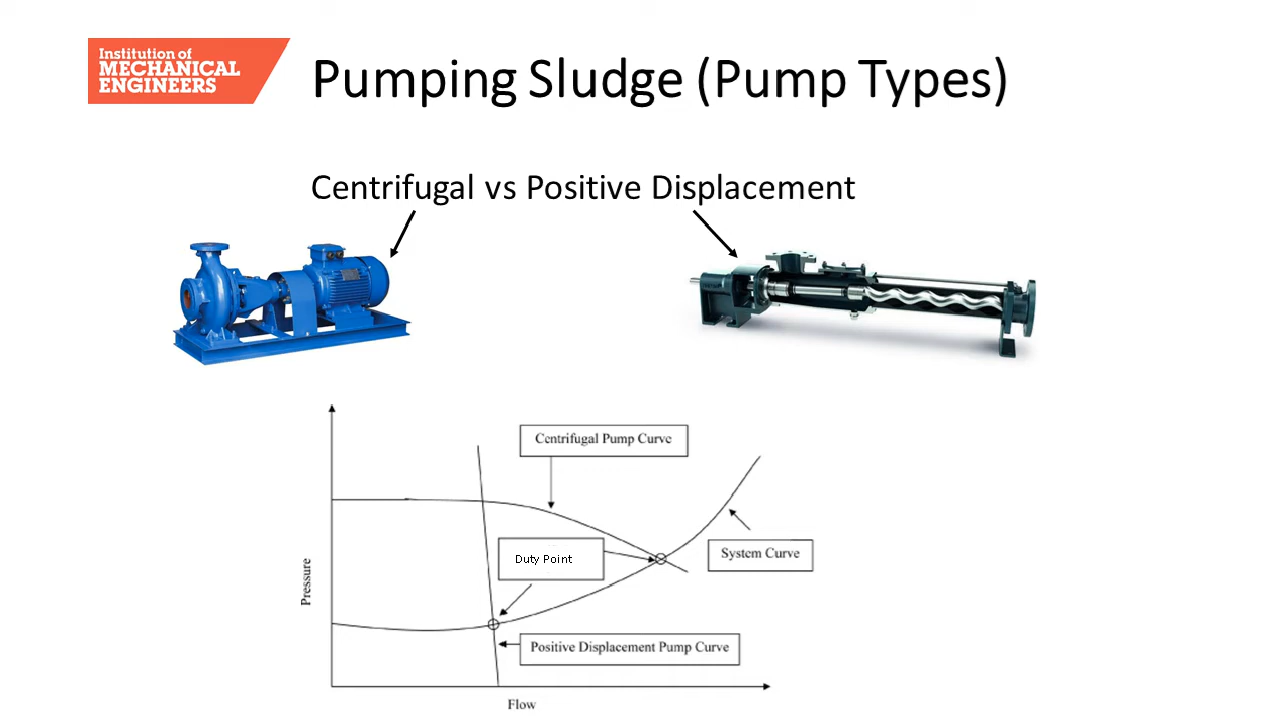 Institution of
MECHANICAL
ENGINEERS
Pumping Sludge (Pump Types)
Centrifugal vs Positive Displacement
Centrifugal Pump Curve
Duty Point
System Curve
Pressure
Positive Displacement Pump Curve
Flow